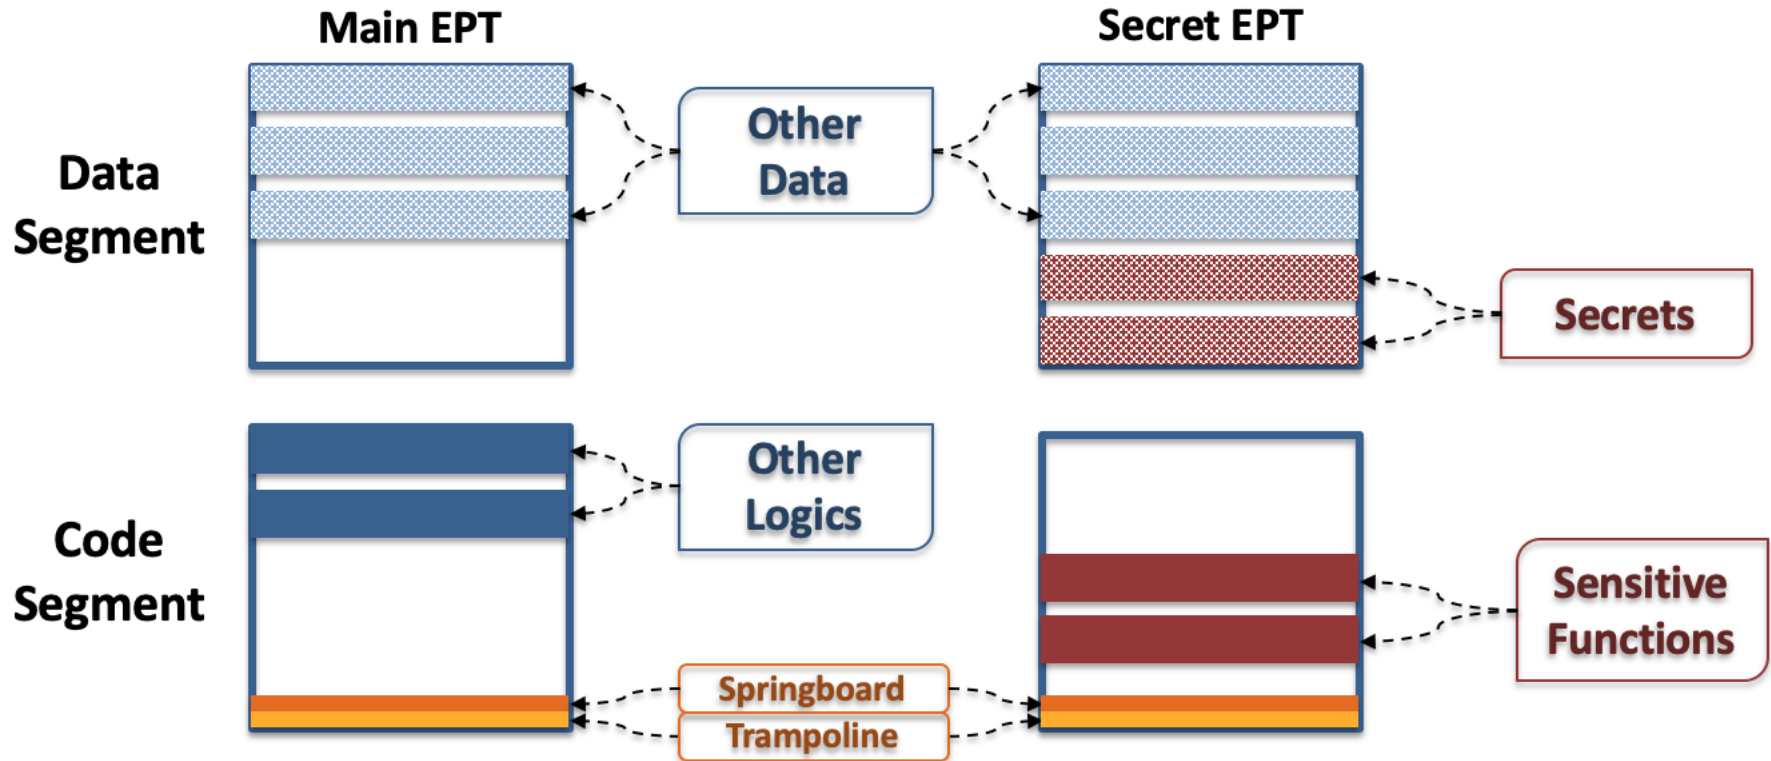 Main EPT
Secret EPT
Data
Segment
Other
Data
Secrets
Code
Segment
Other
Logics
Sensitive
Functions
Springboard
Trampoline